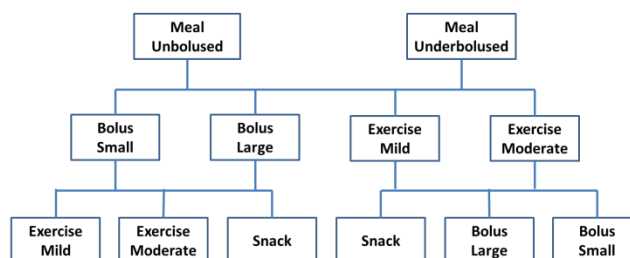 Meal
Unbolused
Meal
Underbolused
Bolus
Small
Bolus
Large
Exercise
Mild
Exercise
Moderate
Exercise
Mild
Exercise
Moderate
Snack
Snack
Bolus
Large
Bolus
Small